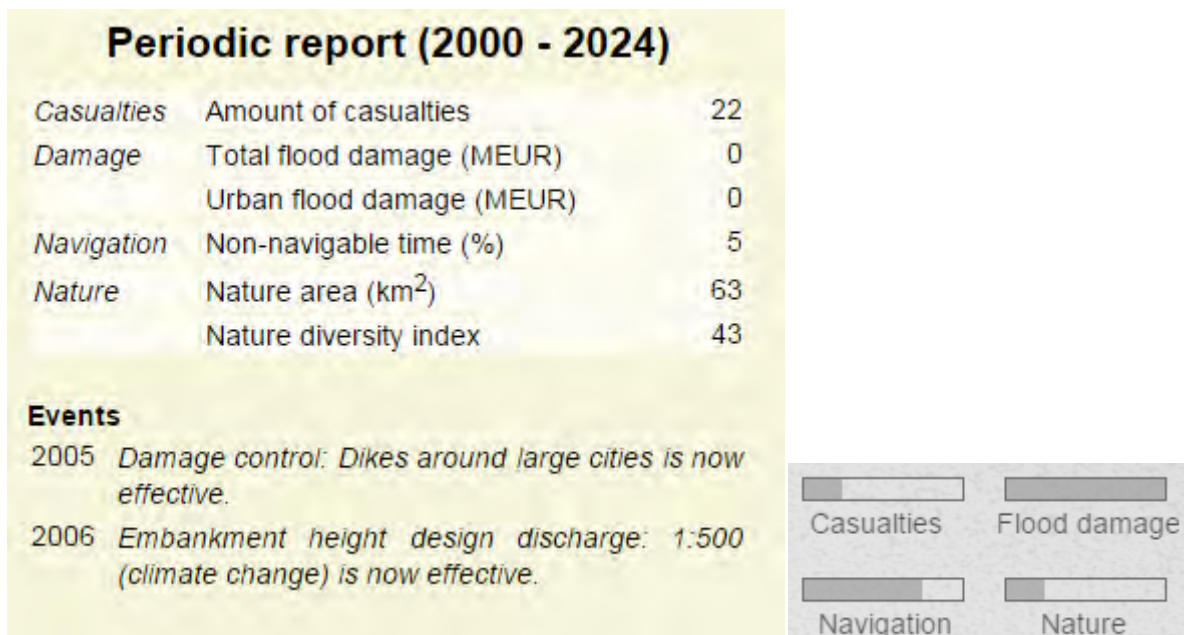 Periodic report (2000 - 2024)
Casualties Amount of casualties 22
Damage Total flood damage (MEUR) 0
Urban flood damage (MEUR) 0
Navigation Non-navigable time (%) 5
Nature Nature area (km²) 63
Nature diversity index 43
Events
2005 Damage control: Dikes around large cities is now
effective.
2006 Embankment height design discharge: 1:500
(climate change) is now effective.
Casualties Flood damage
Navigation Nature